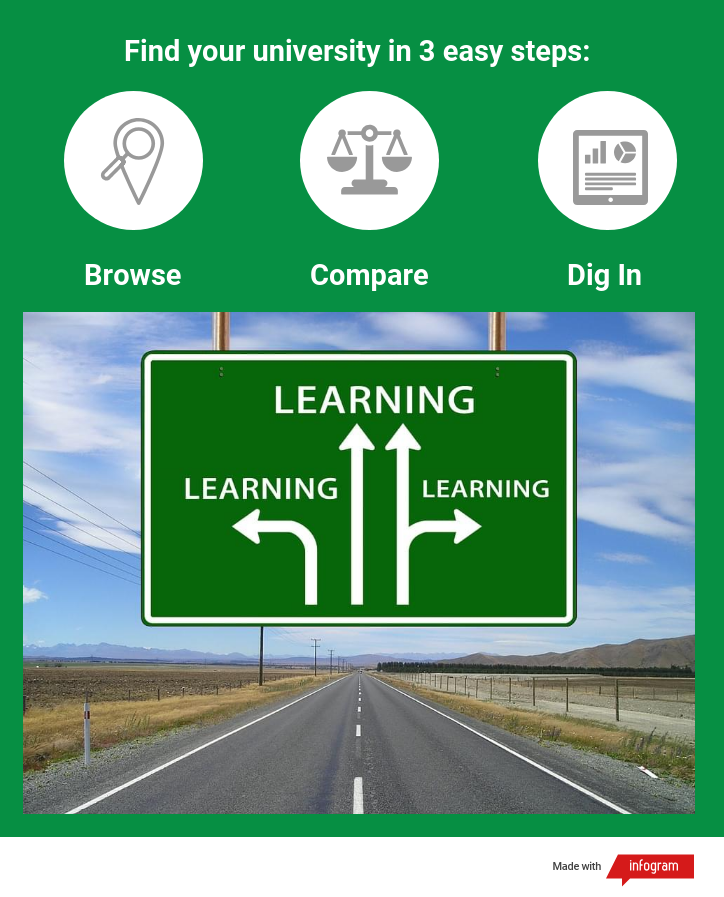 Find your university in 3 easy steps:
Browse
Compare
Dig In
LEARNING
LEARNING
LEARNING
Made with infogram